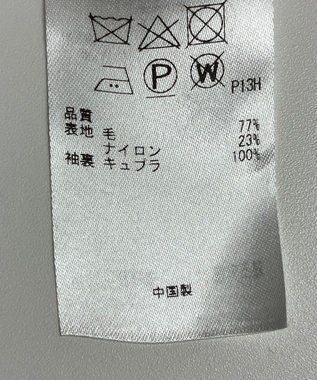 P W P13H
品質
表地 毛 77%
ナイロン 23%
袖裏 キュプラ 100%
中国製